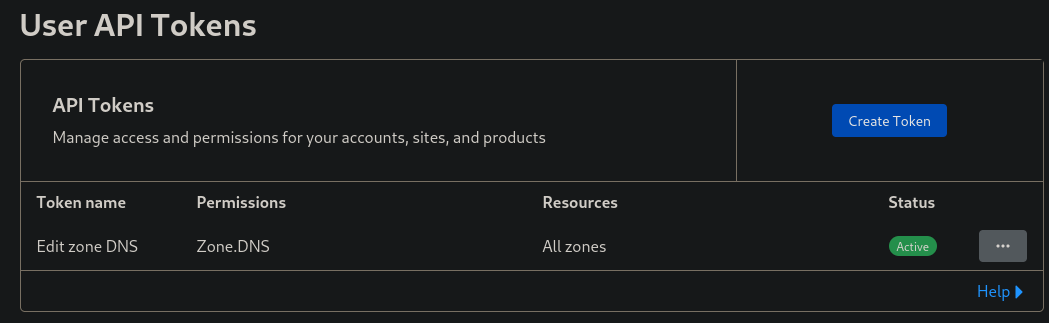 User API Tokens
API Tokens
Manage access and permissions for your accounts, sites, and products
Create Token
Token name Permissions Resources Status
Edit zone DNS Zone.DNS All zones Active ...
Help